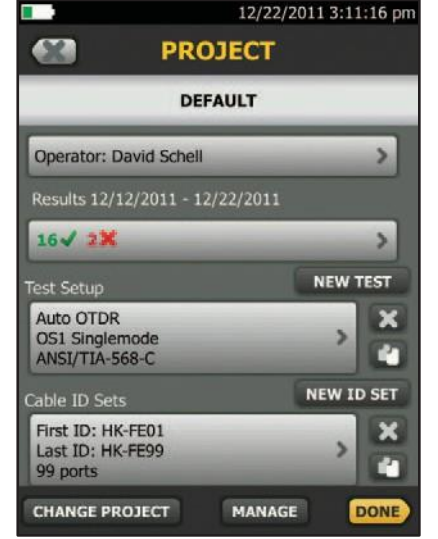 12/22/2011 3:11:16 pm
PROJECT
DEFAULT
Operator: David Schell
Results 12/12/2011 - 12/22/2011
16 2
NEW TEST
Test Setup
Auto OTDR
OS1 Singlemode
ANSI/TIA-568-C
NEW ID SET
Cable ID Sets
First ID: HK-FE01
Last ID: HK-FE99
99 ports
CHANGE PROJECT MANAGE DONE